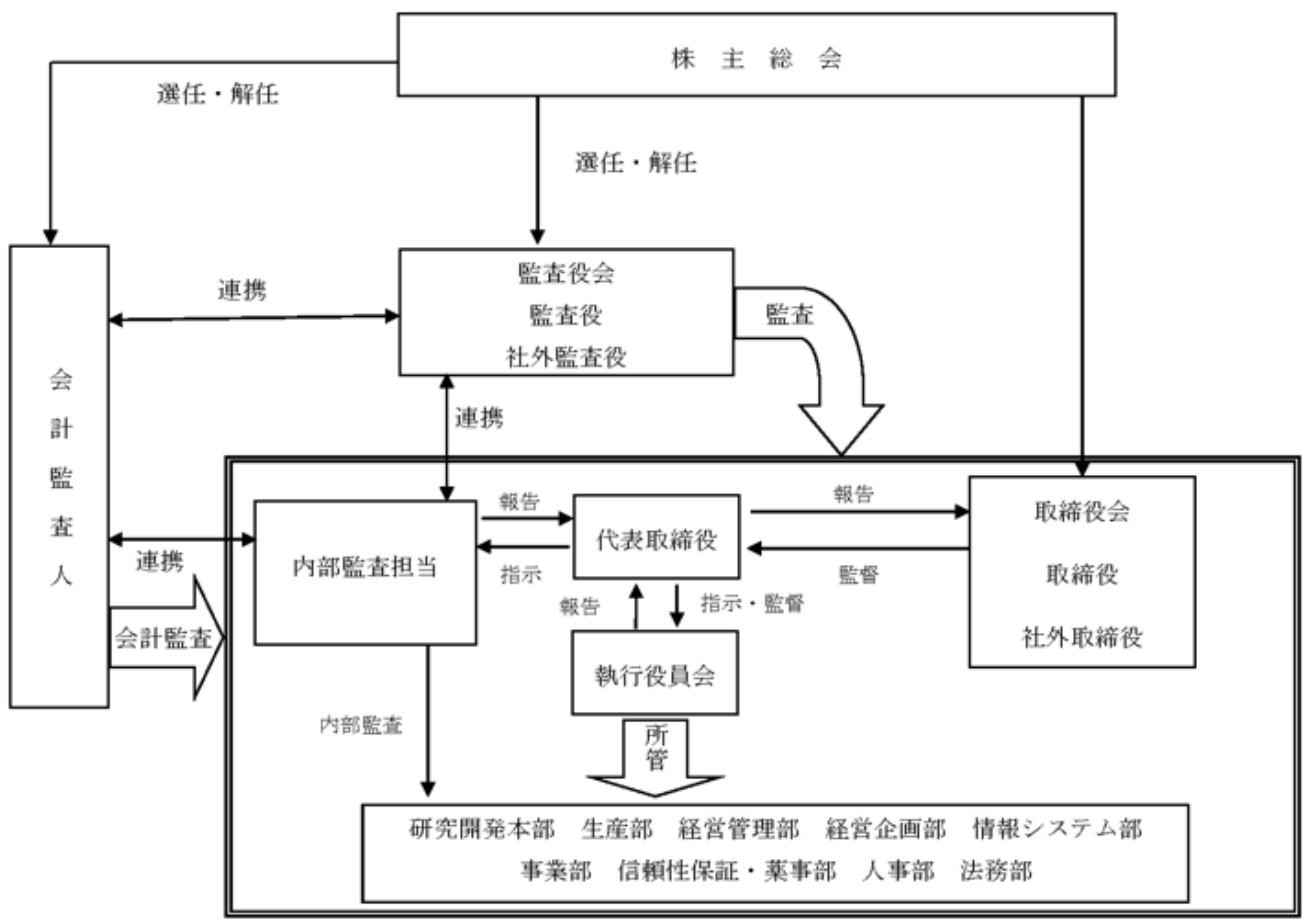 株 主 総 会
選任・解任
選任・解任
監査役会
監査役
社外監査役
連携
監査
会計監査人
連携
内部監査担当
報告
指示
代表取締役
報告
監督
取締役会
取締役
社外取締役
連携
会計監査
報告
指示・監督
執行役員会
内部監査
所管
研究開発本部 生産部 経営管理部 経営企画部 情報システム部
事業部 信頼性保証・薬事部 人事部 法務部